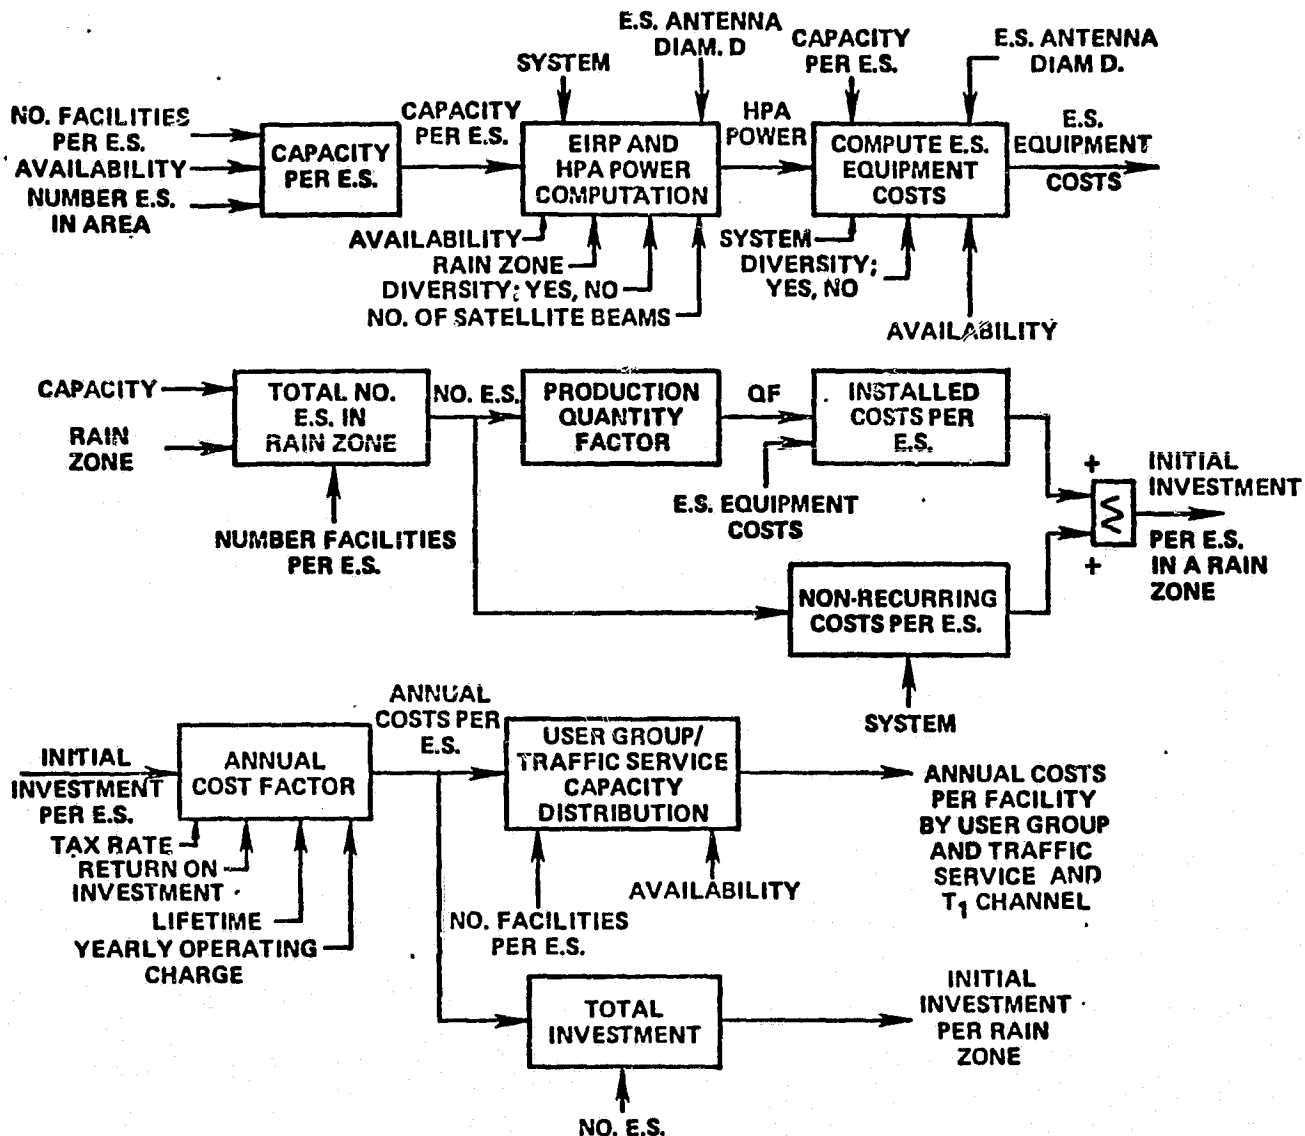 E.S. ANTENNA
DIAM. D
SYSTEM
CAPACITY
PER E.S.
E.S. ANTENNA
DIAM D.
NO. FACILITIES
PER E.S.
AVAILABILITY
NUMBER E.S.
IN AREA
CAPACITY
PER E.S.
CAPACITY
PER E.S.
EIRP AND
HPA POWER
COMPUTATION
HPA
POWER
COMPUTE E.S.
EQUIPMENT
COSTS
E.S.
EQUIPMENT
COSTS
AVAILABILITY
RAIN ZONE
DIVERSITY; YES, NO
NO. OF SATELLITE BEAMS
SYSTEM
DIVERSITY;
YES, NO
AVAILABILITY
CAPACITY
RAIN
ZONE
TOTAL NO.
E.S. IN
RAIN ZONE
NO. E.S.
PRODUCTION
QUANTITY
FACTOR
QF
INSTALLED
COSTS PER
E.S.
NUMBER FACILITIES
PER E.S.
E.S. EQUIPMENT
COSTS
+
Σ
+
INITIAL
INVESTMENT
PER E.S.
IN A RAIN
ZONE
NON-RECURRING
COSTS PER E.S.
SYSTEM
INITIAL
INVESTMENT
PER E.S.
TAX RATE
RETURN ON
INVESTMENT
LIFETIME
YEARLY OPERATING
CHARGE
ANNUAL
COST FACTOR
ANNUAL
COSTS PER
E.S.
USER GROUP/
TRAFFIC SERVICE
CAPACITY
DISTRIBUTION
NO. FACILITIES
PER E.S.
AVAILABILITY
ANNUAL COSTS
PER FACILITY
BY USER GROUP
AND TRAFFIC
SERVICE AND
T₁ CHANNEL
TOTAL
INVESTMENT
NO. E.S.
INITIAL
INVESTMENT
PER RAIN
ZONE